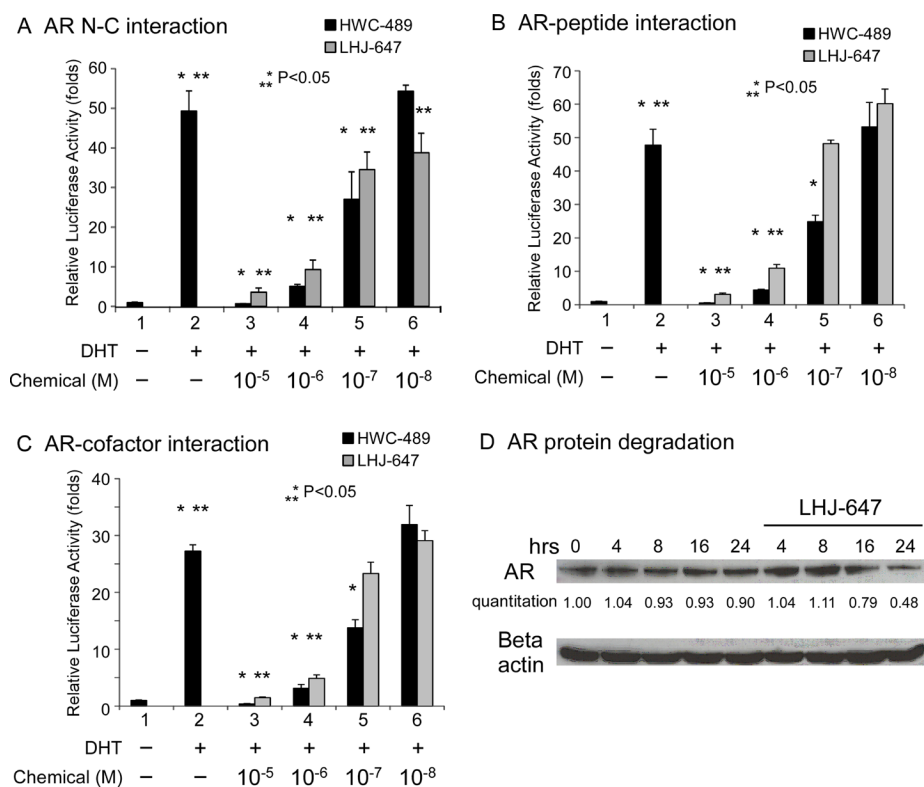 A AR N-C interaction
HWC-489
LHJ-647
* P<0.05
**
Relative Luciferase Activity (folds)
60
50
40
30
20
10
0
* **
* **
* **
* **
**
1 2 3 4 5 6
DHT – + + + + +
Chemical (M) – – 10-5 10-6 10-7 10-8
B AR-peptide interaction
HWC-489
LHJ-647
* P<0.05
**
Relative Luciferase Activity (folds)
70
60
50
40
30
20
10
0
* **
* **
* **
*
1 2 3 4 5 6
DHT – + + + + +
Chemical (M) – – 10-5 10-6 10-7 10-8
C AR-cofactor interaction
HWC-489
LHJ-647
* P<0.05
**
Relative Luciferase Activity (folds)
40
30
20
10
0
* **
* **
* **
*
1 2 3 4 5 6
DHT – + + + + +
Chemical (M) – – 10-5 10-6 10-7 10-8
D AR protein degradation
LHJ-647
hrs 0 4 8 16 24 4 8 16 24
AR
quantitation 1.00 1.04 0.93 0.93 0.90 1.04 1.11 0.79 0.48
Beta
actin